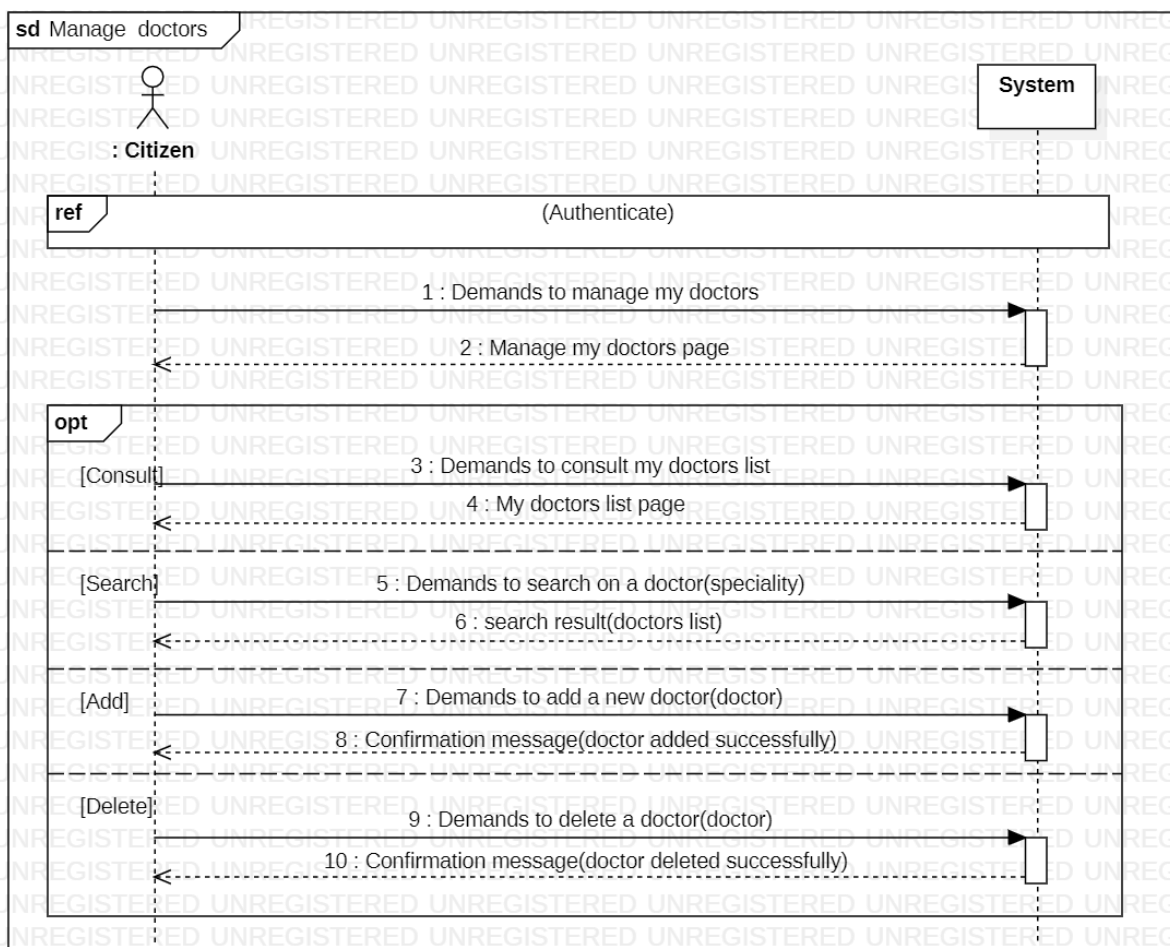 sd Manage doctors
System
: Citizen
ref
(Authenticate)
1 : Demands to manage my doctors
2 : Manage my doctors page
opt
[Consult]
3 : Demands to consult my doctors list
4 : My doctors list page
[Search]
5 : Demands to search on a doctor(speciality)
6 : search result(doctors list)
[Add]
7 : Demands to add a new doctor(doctor)
8 : Confirmation message(doctor added successfully)
[Delete]
9 : Demands to delete a doctor(doctor)
10 : Confirmation message(doctor deleted successfully)
UNREGISTERED